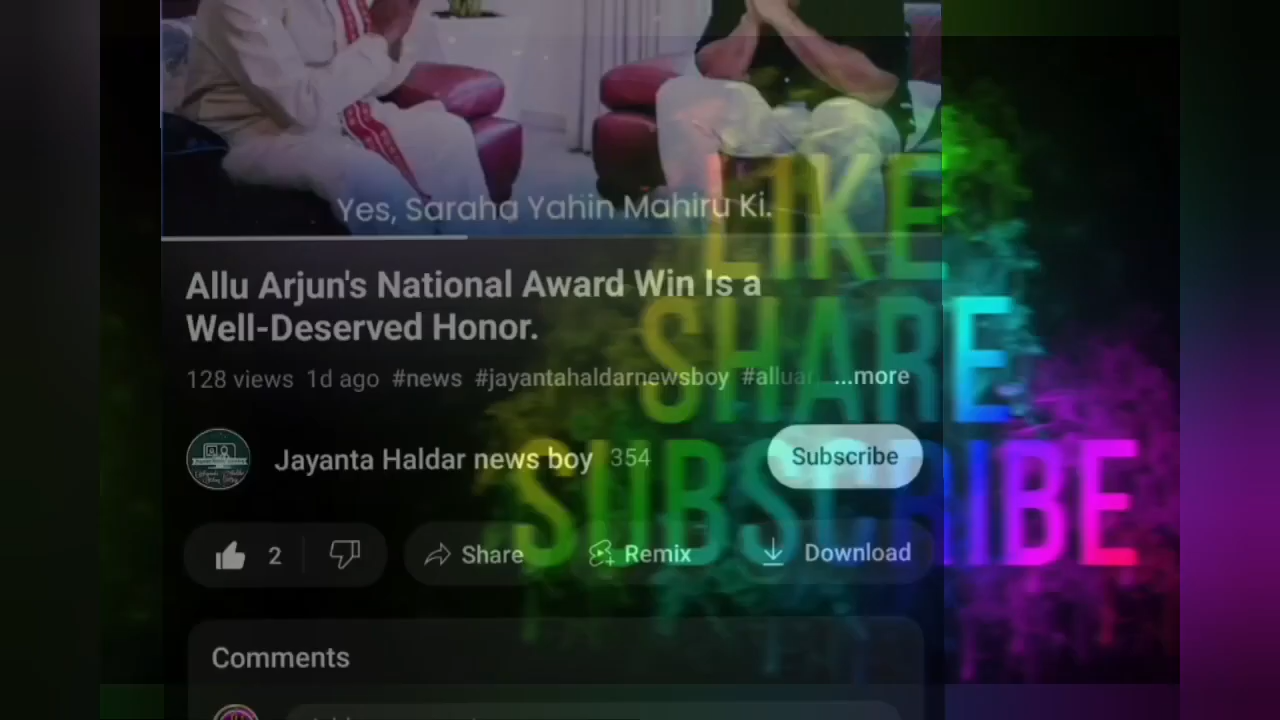 Yes, Saraha Yahin Mahiru Ki.
LIKE
SHARE
SUBSCRIBE
Allu Arjun's National Award Win Is a
Well-Deserved Honor.
128 views 1d ago #news #jayantahaldarnewsboy #alluar ...more
Jayanta Haldar news boy 354
Subscribe
2 Share Remix Download
Comments